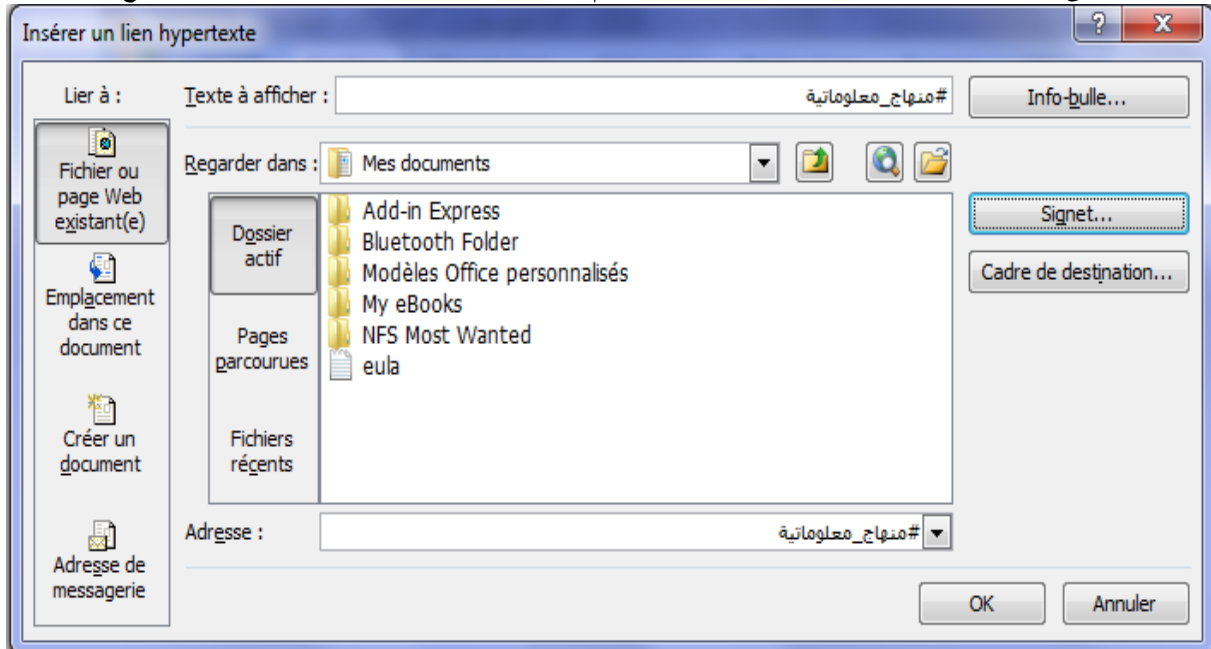 Insérer un lien hypertexte
Lier à :
Texte à afficher :
#منهاج_معلوماتية
Info-bulle...
Fichier ou
page Web
existant(e)
Emplacement
dans ce
document
Créer un
document
Adresse de
messagerie
Regarder dans :
Mes documents
Dossier
actif
Pages
parcourues
Fichiers
récents
Add-in Express
Bluetooth Folder
Modèles Office personnalisés
My eBooks
NFS Most Wanted
eula
Signet...
Cadre de destination...
Adresse :
#منهاج_معلوماتية
OK
Annuler